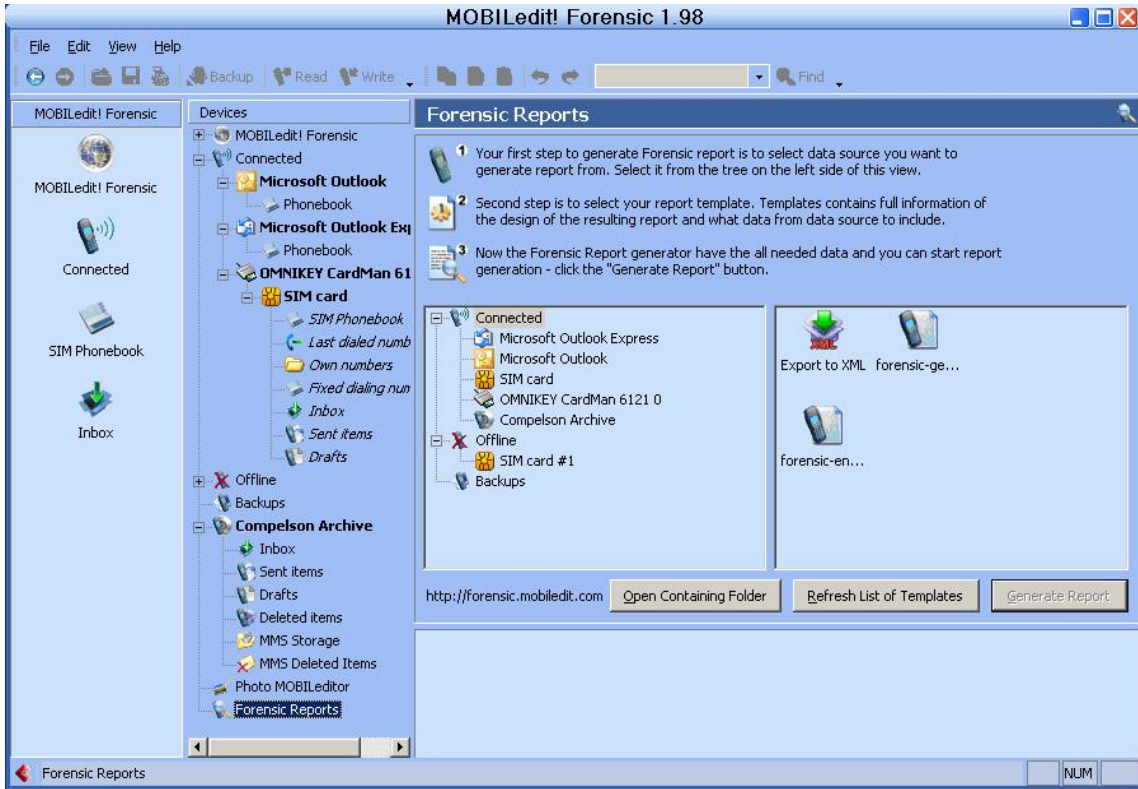 MOBILedit! Forensic 1.98
File Edit View Help
Backup Read Write Find
MOBILedit! Forensic
MOBILedit! Forensic
Connected
SIM Phonebook
Inbox
Devices
MOBILedit! Forensic
Connected
Microsoft Outlook
Phonebook
Microsoft Outlook Exp
Phonebook
OMNIKEY CardMan 61
SIM card
SIM Phonebook
Last dialed numb
Own numbers
Fixed dialing num
Inbox
Sent items
Drafts
Offline
Backups
Compelson Archive
Inbox
Sent items
Drafts
Deleted items
MMS Storage
MMS Deleted Items
Photo MOBILeditor
Forensic Reports
Forensic Reports
1 Your first step to generate Forensic report is to select data source you want to
generate report from. Select it from the tree on the left side of this view.
2 Second step is to select your report template. Templates contains full information of
the design of the resulting report and what data from data source to include.
3 Now the Forensic Report generator have the all needed data and you can start report
generation - click the "Generate Report" button.
Connected
Microsoft Outlook Express
Microsoft Outlook
SIM card
OMNIKEY CardMan 6121 0
Compelson Archive
Offline
SIM card #1
Backups
XML
Export to XML forensic-ge...
forensic-en...
http://forensic.mobiledit.com Open Containing Folder Refresh List of Templates Generate Report
Forensic Reports NUM